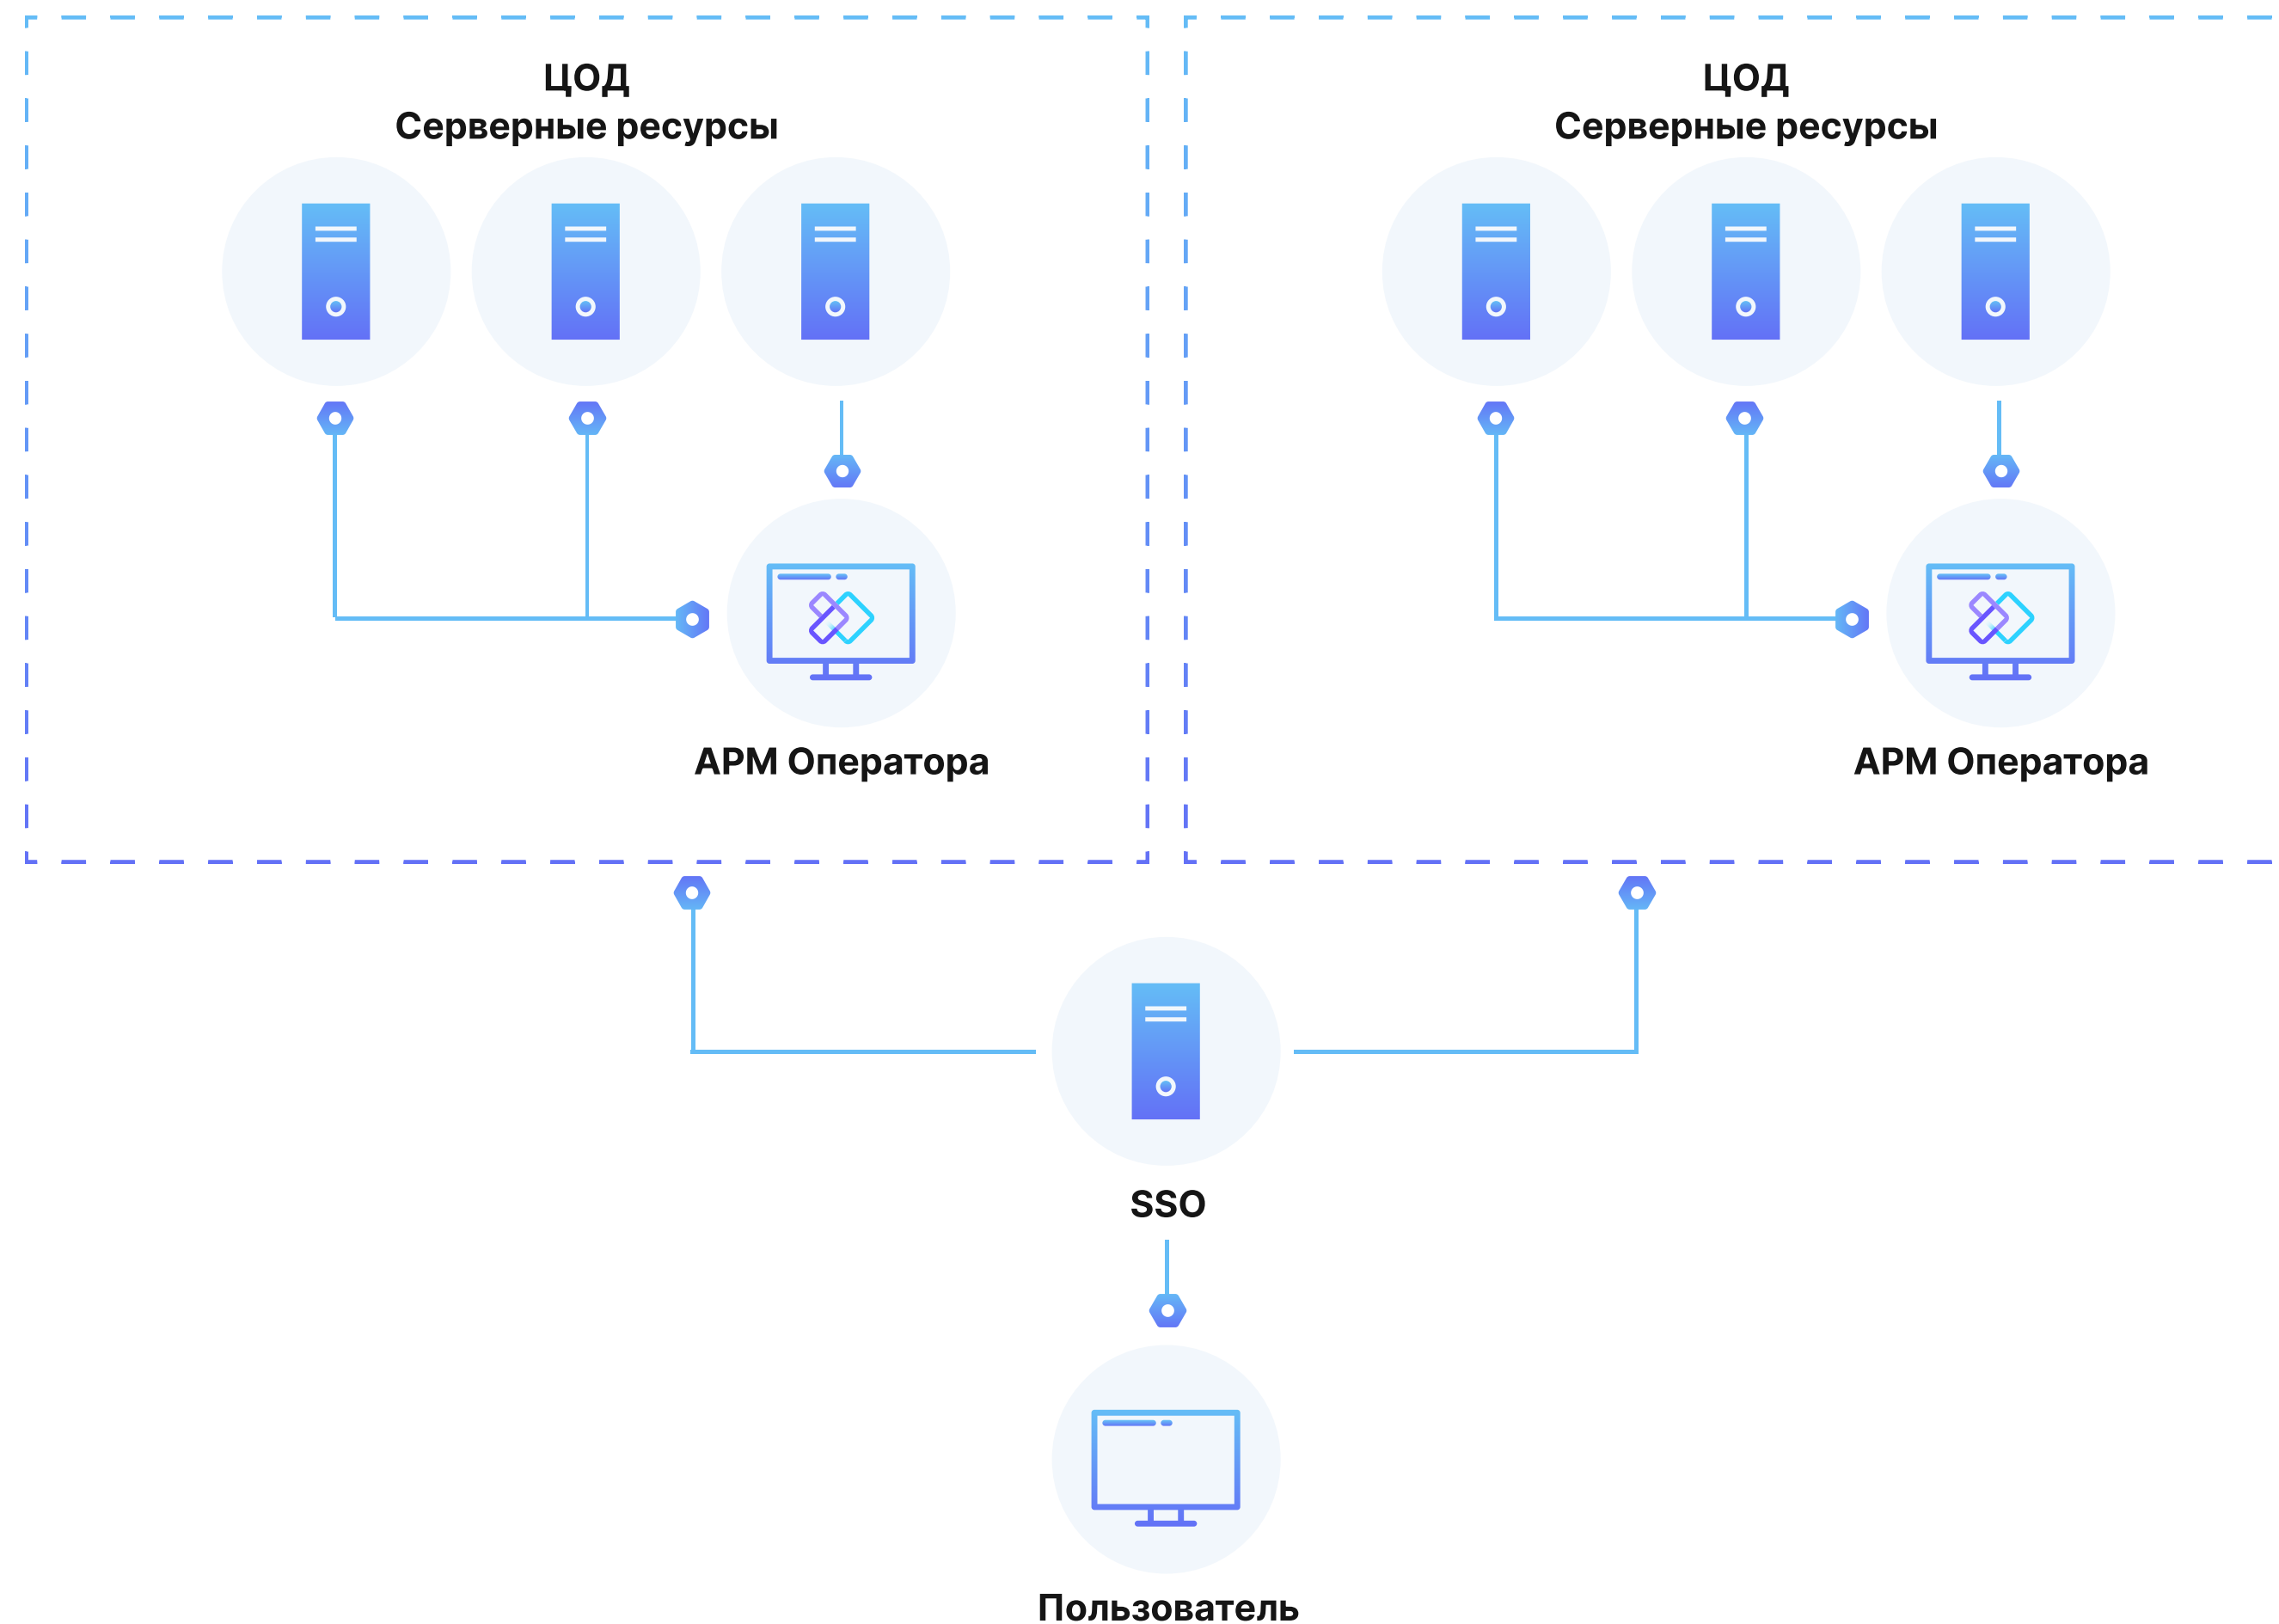 ЦОД
Серверные ресурсы
ЦОД
Серверные ресурсы
АРМ Оператора
АРМ Оператора
SSO
Пользователь